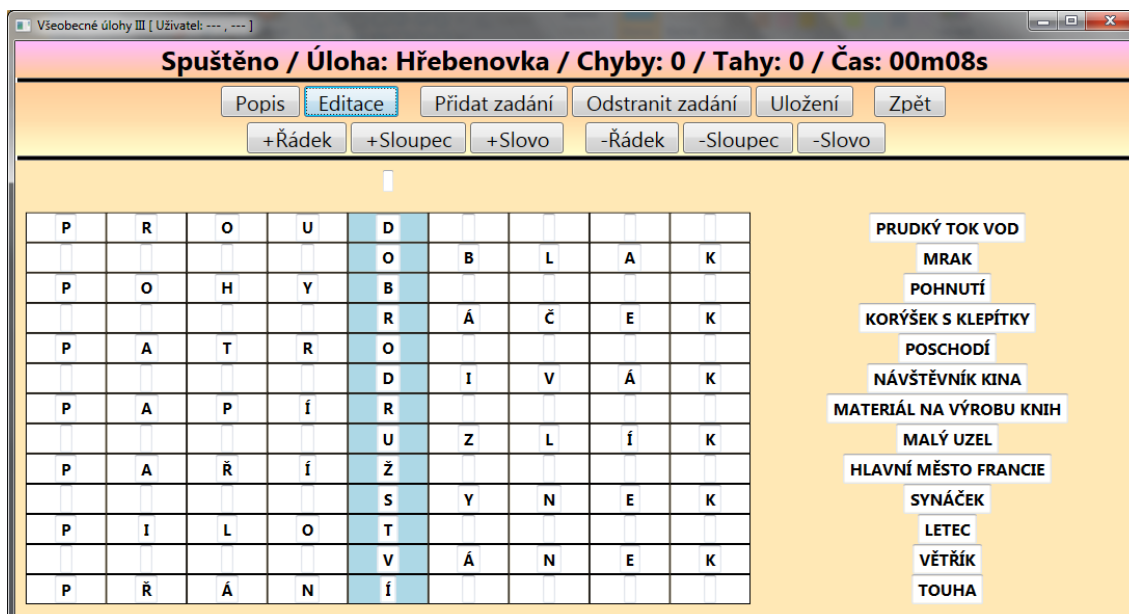 Všeobecné úlohy III [ Uživatel: --- , --- ]
Spuštěno / Úloha: Hřebenovka / Chyby: 0 / Tahy: 0 / Čas: 00m08s
Popis Editace Přidat zadání Odstranit zadání Uložení Zpět
+Řádek +Sloupec +Slovo -Řádek -Sloupec -Slovo
P R O U D PRUDKÝ TOK VOD
O B L A K MRAK
P O H Y B POHNUTÍ
R Á Č E K KORÝŠEK S KLEPÍTKY
P A T R O POSCHODÍ
D I V Á K NÁVŠTĚVNÍK KINA
P A P Í R MATERIÁL NA VÝROBU KNIH
U Z L Í K MALÝ UZEL
P A Ř Í Ž HLAVNÍ MĚSTO FRANCIE
S Y N E K SYNÁČEK
P I L O T LETEC
V Á N E K VĚTŘÍK
P Ř Á N Í TOUHA